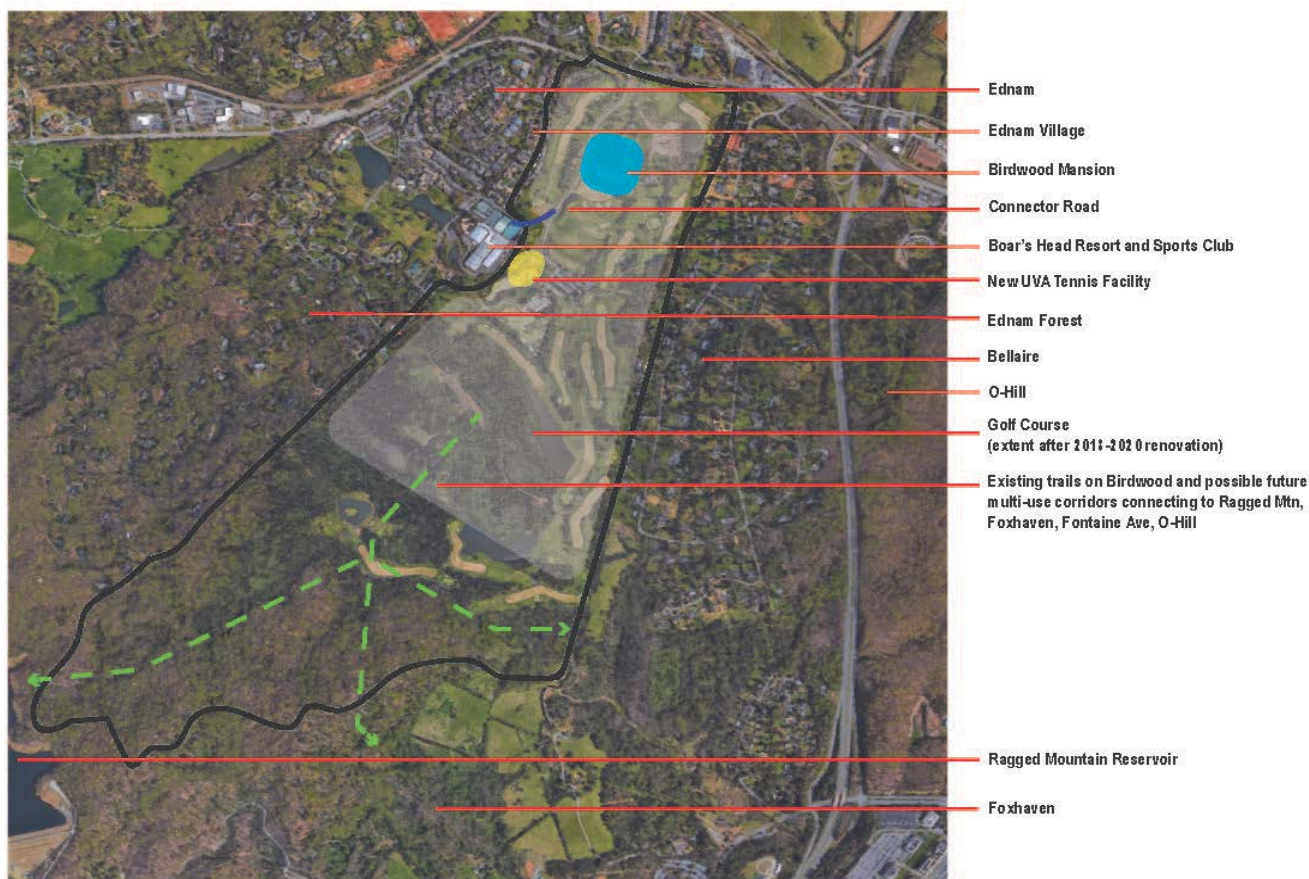 Ednam
Ednam Village
Birdwood Mansion
Connector Road
Boar's Head Resort and Sports Club
New UVA Tennis Facility
Ednam Forest
Bellaire
O-Hill
Golf Course
(extent after 2018-2020 renovation)
Existing trails on Birdwood and possible future
multi-use corridors connecting to Ragged Mtn,
Foxhaven, Fontaine Ave, O-Hill
Ragged Mountain Reservoir
Foxhaven